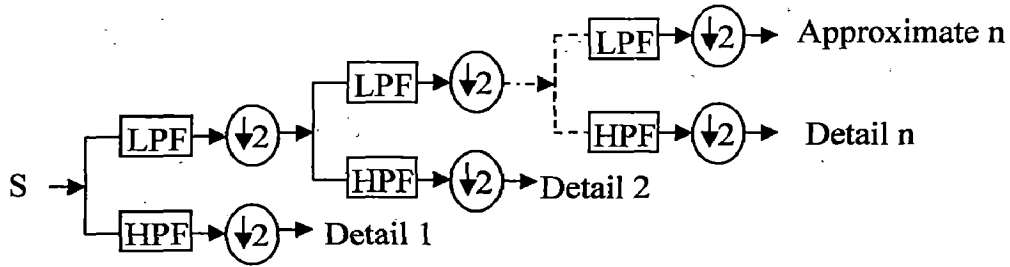 LPF ↓2 Approximate n
LPF ↓2
HPF ↓2 Detail n
LPF ↓2
HPF ↓2 Detail 2
S
HPF ↓2 Detail 1